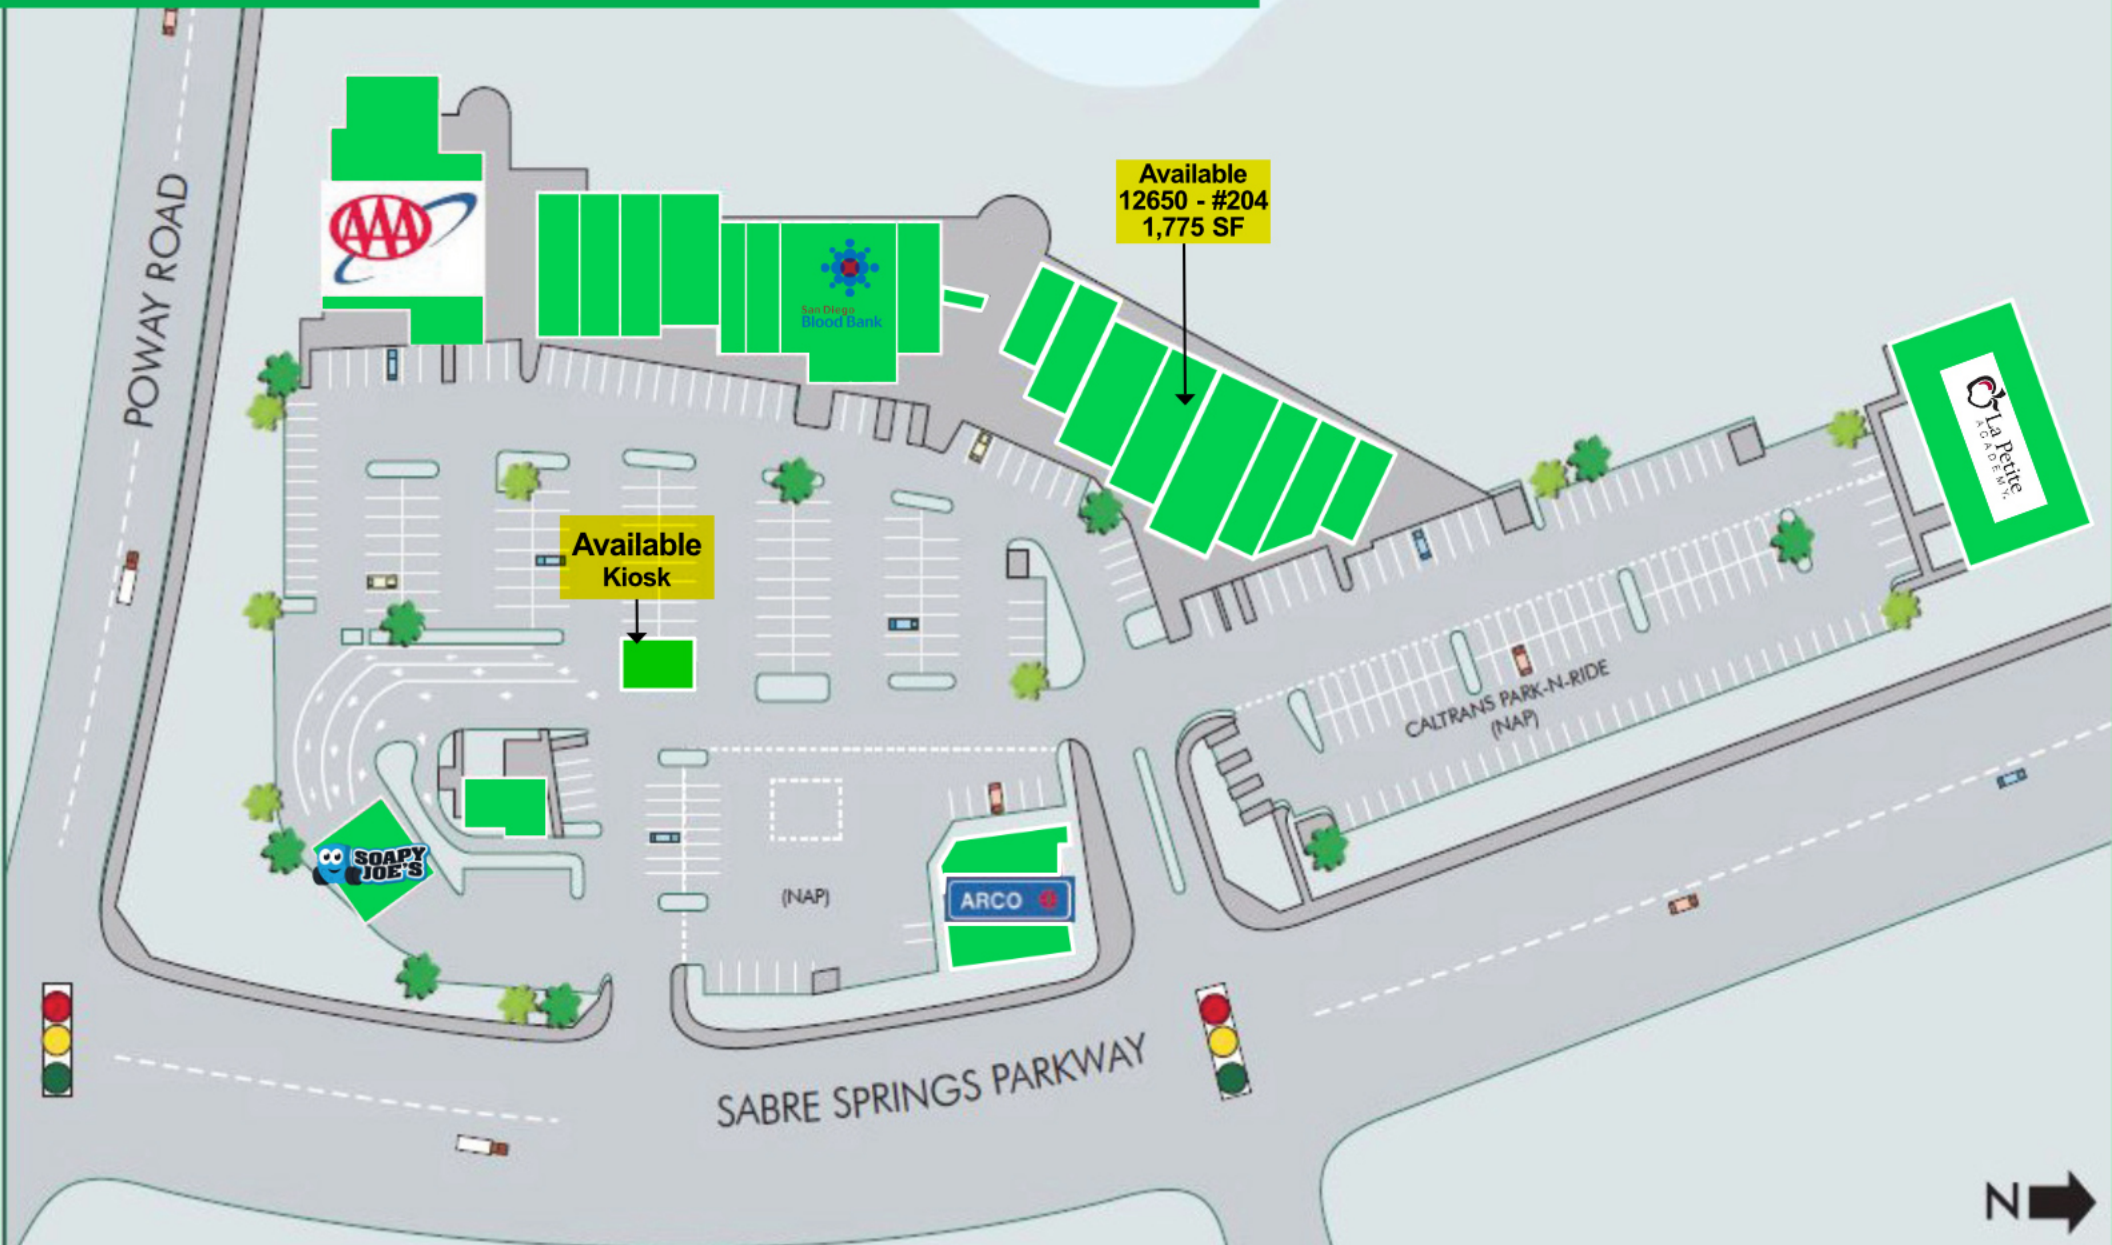 Available
12650 - #204
1,775 SF
POWAY ROAD
AAA
San Diego
Blood Bank
La Petite
ACADEMY.
Available
Kiosk
CALTRANS PARK-N-RIDE
(NAP)
SOAPY
JOE'S
(NAP)
ARCO
SABRE SPRINGS PARKWAY
N